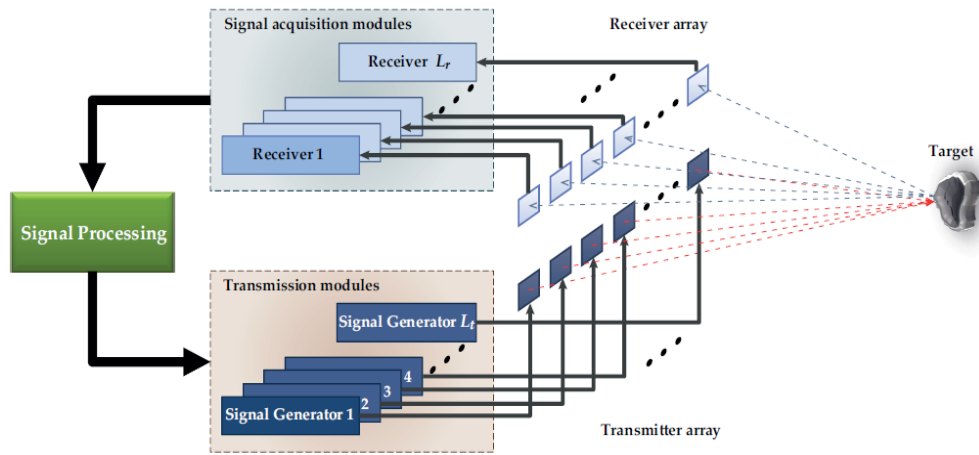 Signal acquisition modules
Receiver array
Receiver Lᵣ
Receiver 1
Target
Signal Processing
Transmission modules
Signal Generator Lₜ
4
3
2
Signal Generator 1
Transmitter array